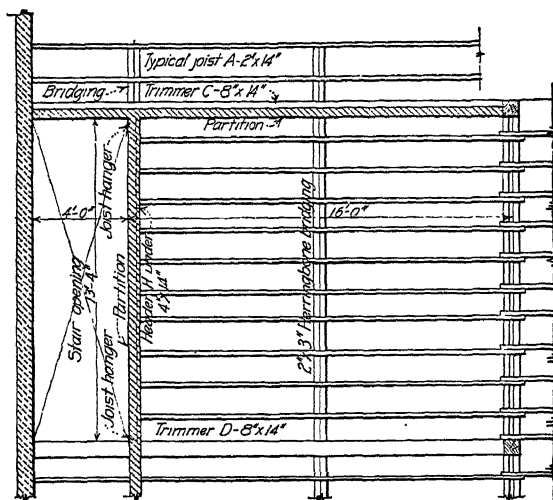 Typical joist A-2"x14"
Bridging
Trimmer C-8"x14"
Partition
4'-0"
16'-0"
Joist hanger
Stair opening
13'-4"
Partition
Header H under
4"x14"
2"x3" Herringbone bridging
Joist hanger
Trimmer D-8"x14"